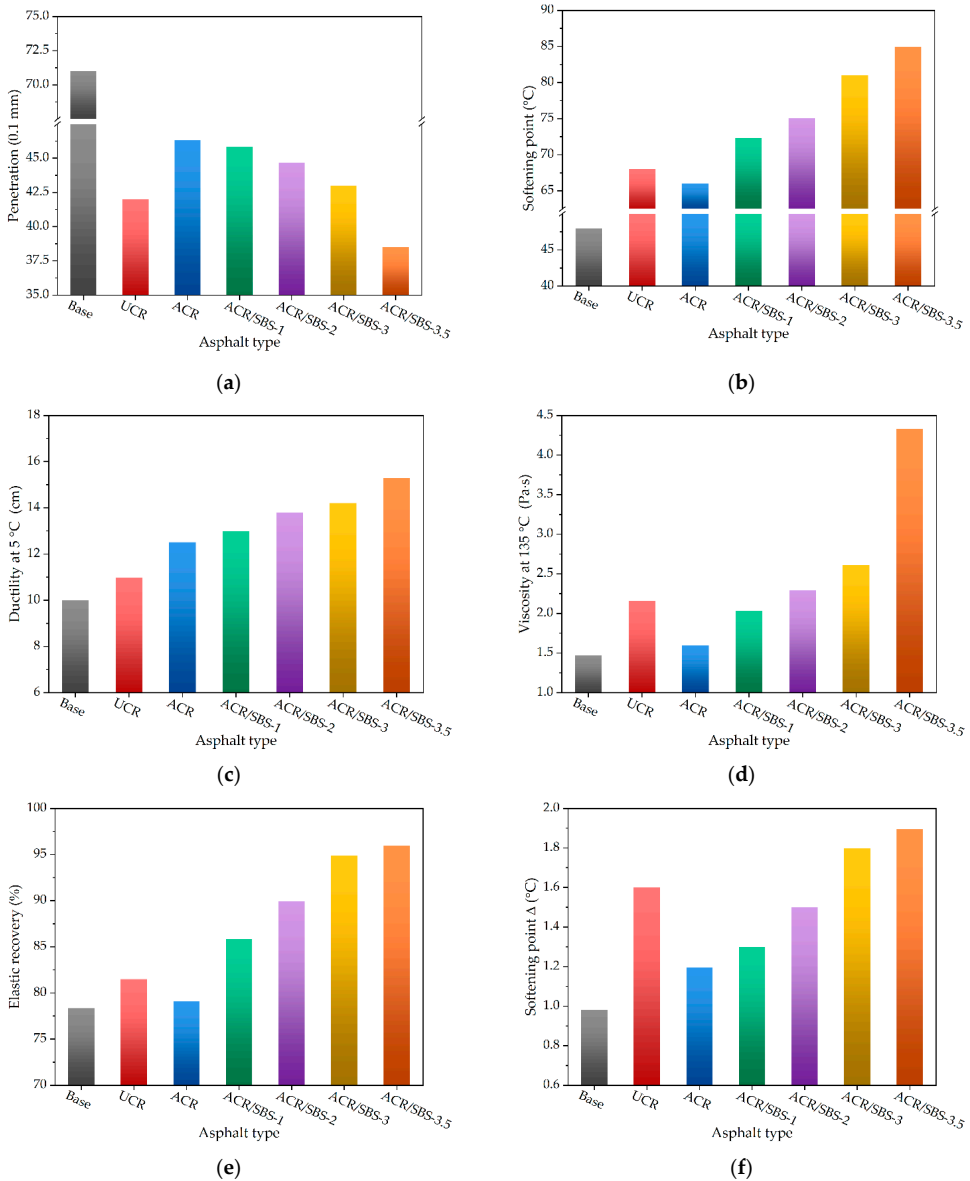 75.0
72.5
70.0
45.0
42.5
40.0
37.5
35.0
Penetration (0.1 mm)
Base
UCR
ACR
ACR/SBS-1
ACR/SBS-2
ACR/SBS-3
ACR/SBS-3.5
Asphalt type
(a)
90
85
80
75
70
65
45
40
Softening point (°C)
Base
UCR
ACR
ACR/SBS-1
ACR/SBS-2
ACR/SBS-3
ACR/SBS-3.5
Asphalt type
(b)
18
16
14
12
10
8
6
Ductility at 5 °C (cm)
Base
UCR
ACR
ACR/SBS-1
ACR/SBS-2
ACR/SBS-3
ACR/SBS-3.5
Asphalt type
(c)
4.5
4.0
3.5
3.0
2.5
2.0
1.5
1.0
Viscosity at 135 °C (Pa·s)
Base
UCR
ACR
ACR/SBS-1
ACR/SBS-2
ACR/SBS-3
ACR/SBS-3.5
Asphalt type
(d)
100
95
90
85
80
75
70
Elastic recovery (%)
Base
UCR
ACR
ACR/SBS-1
ACR/SBS-2
ACR/SBS-3
ACR/SBS-3.5
Asphalt type
(e)
2.0
1.8
1.6
1.4
1.2
1.0
0.8
0.6
Softening point Δ (°C)
Base
UCR
ACR
ACR/SBS-1
ACR/SBS-2
ACR/SBS-3
ACR/SBS-3.5
Asphalt type
(f)